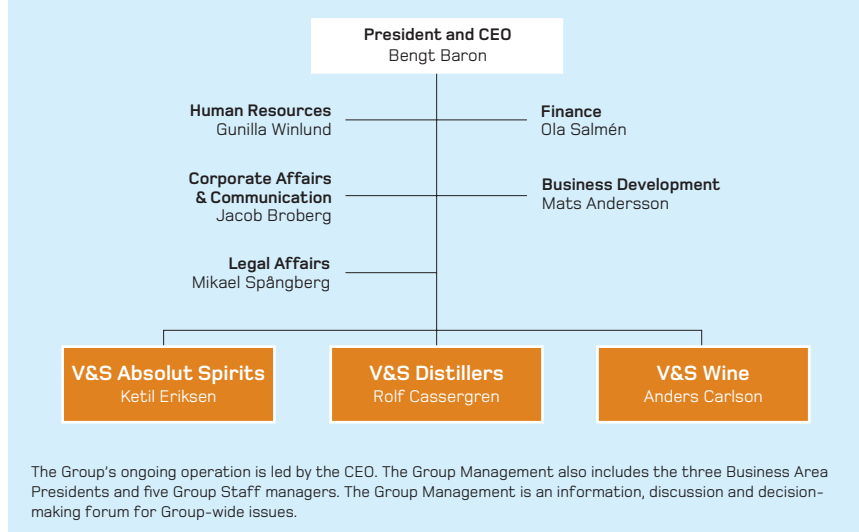 President and CEO
Bengt Baron
Human Resources
Gunilla Winlund
Finance
Ola Salmén
Corporate Affairs
& Communication
Jacob Broberg
Business Development
Mats Andersson
Legal Affairs
Mikael Spångberg
V&S Absolut Spirits
Ketil Eriksen
V&S Distillers
Rolf Cassergren
V&S Wine
Anders Carlson
The Group's ongoing operation is led by the CEO. The Group Management also includes the three Business Area
Presidents and five Group Staff managers. The Group Management is an information, discussion and decision-
making forum for Group-wide issues.